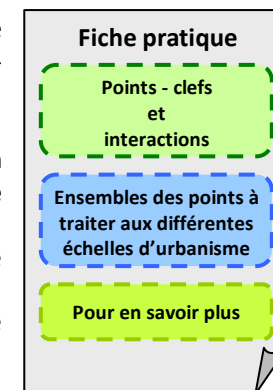 Fiche pratique
Points - clefs
et
interactions
Ensembles des points à
traiter aux différentes
échelles d'urbanisme
Pour en savoir plus